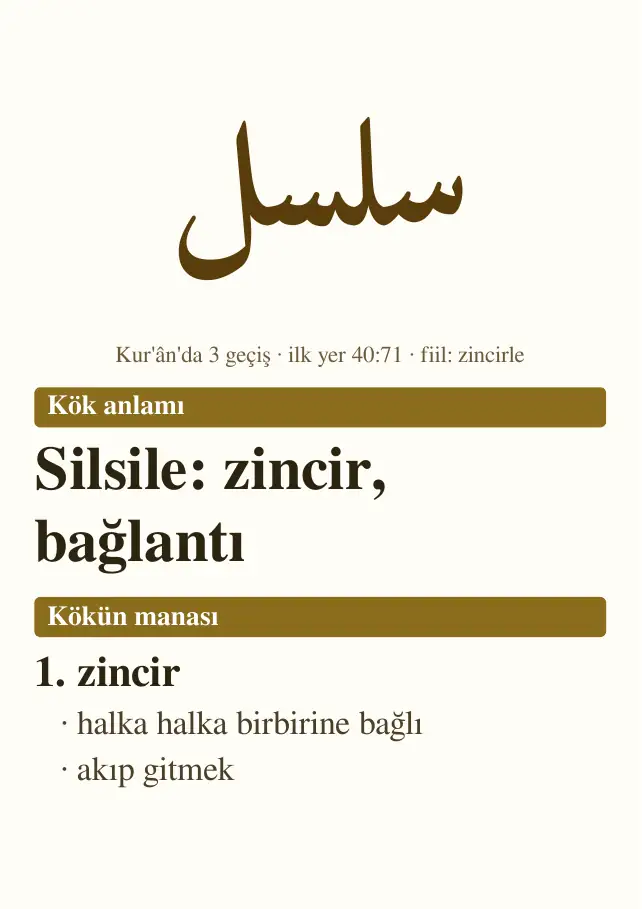 سلسل
Kur'ân'da 3 geçiş · ilk yer 40:71 · fiil: zincirle
Kök anlamı
Silsile: zincir,
bağlantı
Kökün manası
1. zincir
· halka halka birbirine bağlı
· akıp gitmek